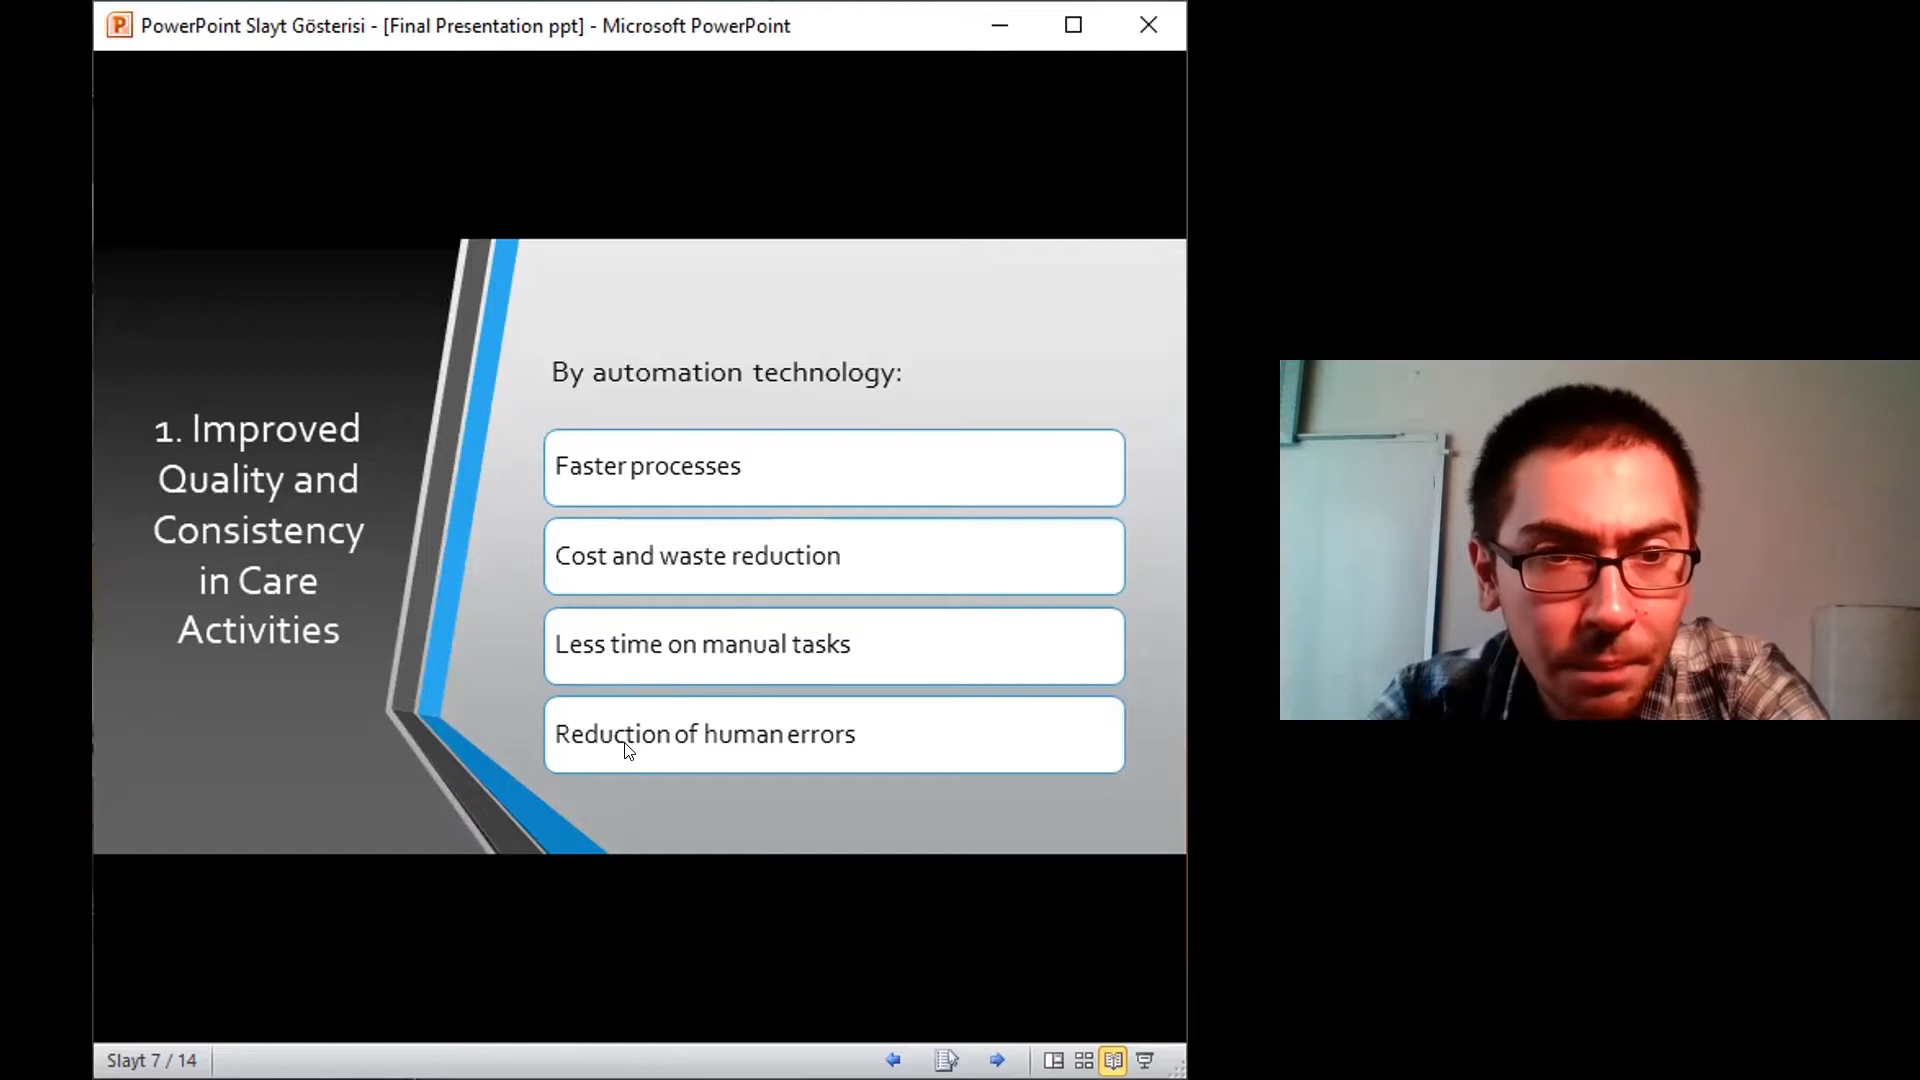 PowerPoint Slayt Gösterisi - [Final Presentation ppt] - Microsoft PowerPoint
1. Improved
Quality and
Consistency
in Care
Activities
By automation technology:
Faster processes
Cost and waste reduction
Less time on manual tasks
Reduction of human errors
Slayt 7 / 14